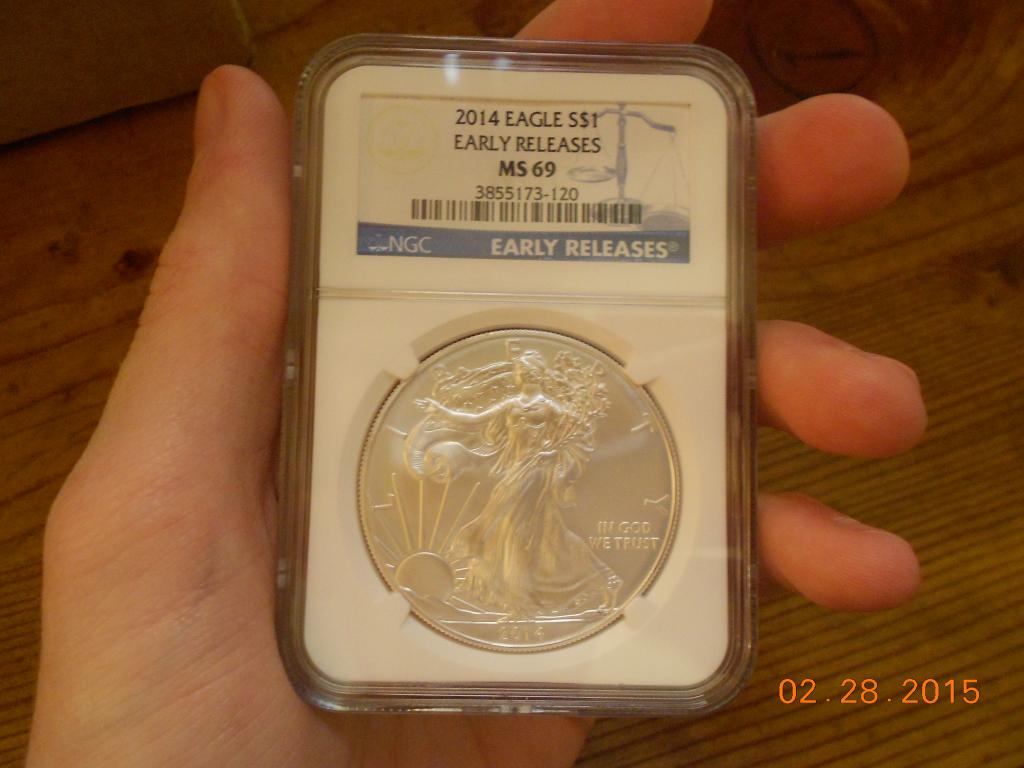 2014 EAGLE S$1
EARLY RELEASES
MS 69
3855173-120
NGC EARLY RELEASES®
LIBERTY
IN GOD
WE TRUST
2014
02.28.2015